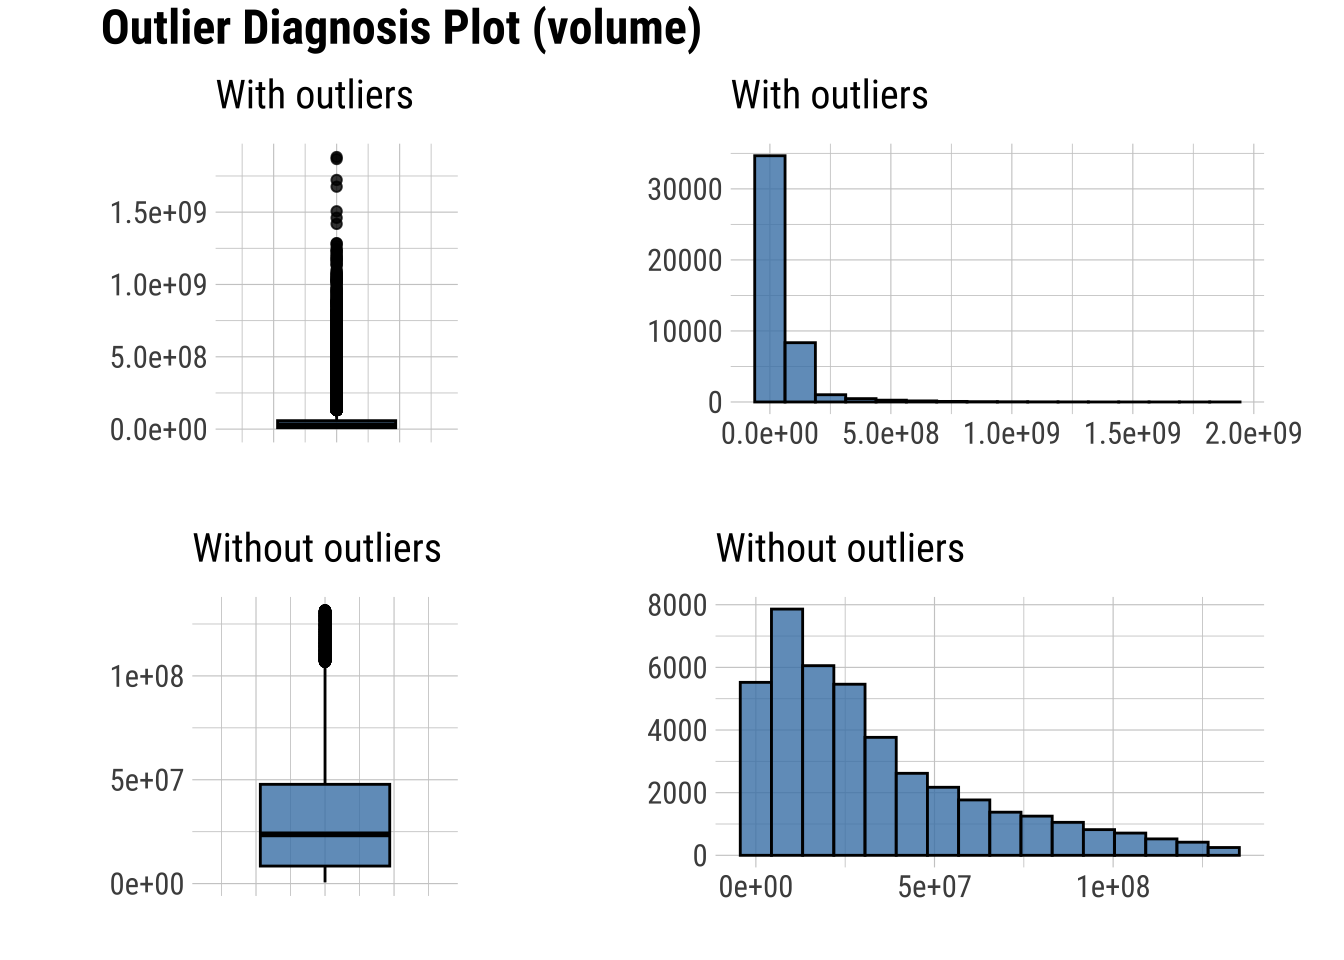 Outlier Diagnosis Plot (volume)
With outliers
1.5e+09
1.0e+09
5.0e+08
0.0e+00
With outliers
30000
20000
10000
0
0.0e+00 5.0e+08 1.0e+09 1.5e+09 2.0e+09
Without outliers
1e+08
5e+07
0e+00
Without outliers
8000
6000
4000
2000
0
0e+00 5e+07 1e+08